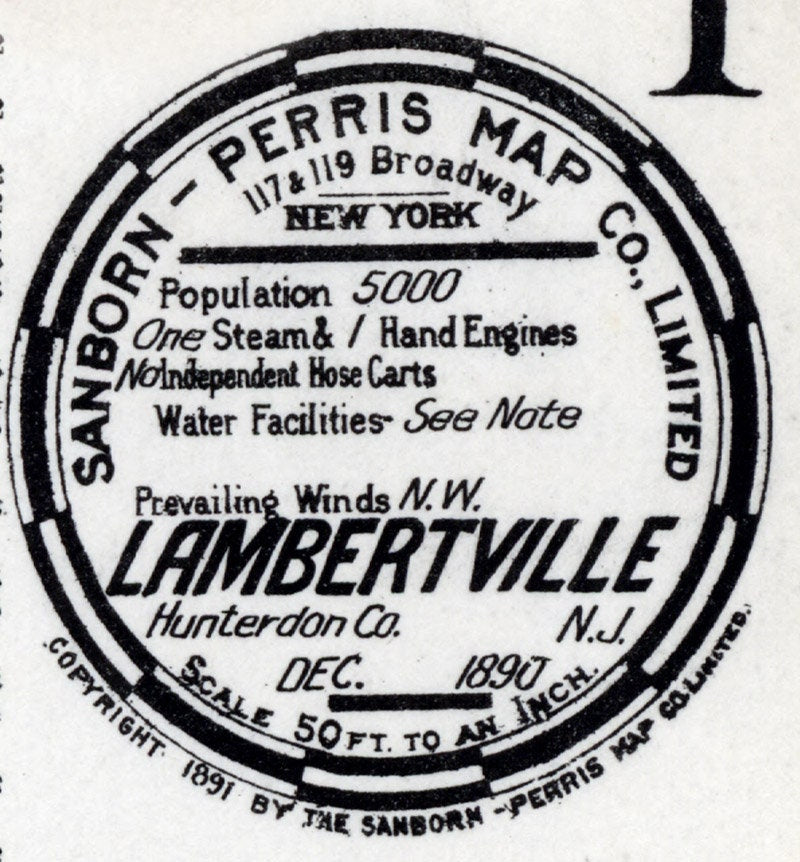 SANBORN - PERRIS MAP CO., LIMITED
117 & 119 Broadway
NEW YORK
Population 5000
One Steam & 1 Hand Engines
No Independent Hose Carts
Water Facilities - See Note
Prevailing Winds N.W.
LAMBERTVILLE
Hunterdon Co. N.J.
DEC. 1890
SCALE 50 FT. TO AN INCH.
COPYRIGHT 1891 BY THE SANBORN - PERRIS MAP CO. LIMITED.